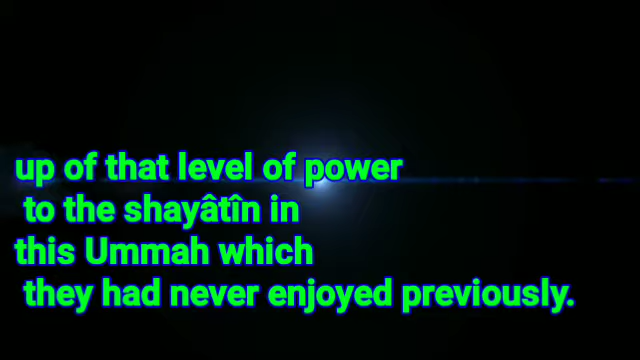 up of that level of power
to the shayâtîn in
this Ummah which
they had never enjoyed previously.